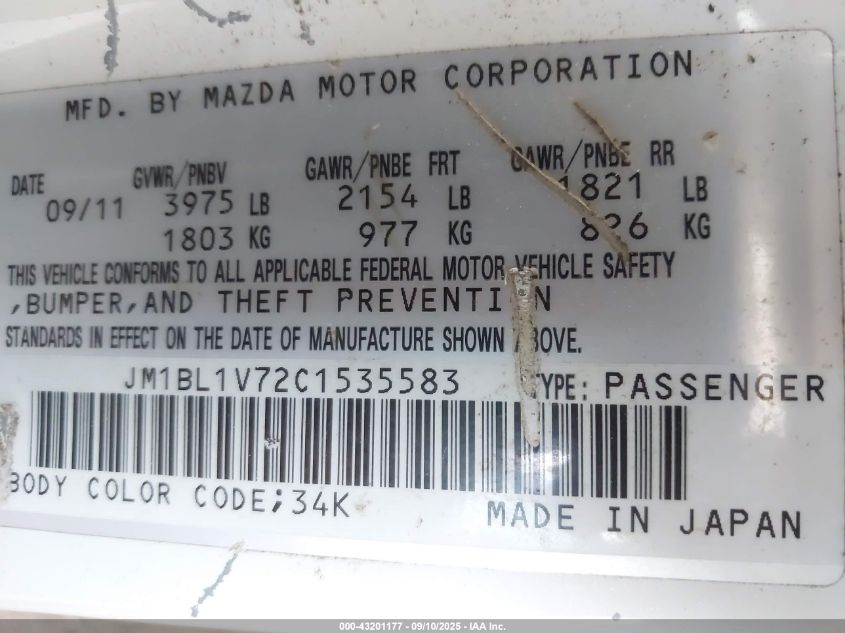 MFD. BY MAZDA MOTOR CORPORATION
DATE GVWR/PNBV GAWR/PNBE FRT GAWR/PNBE RR
09/11 3975 LB 2154 LB 1821 LB
1803 KG 977 KG 826 KG
THIS VEHICLE CONFORMS TO ALL APPLICABLE FEDERAL MOTOR VEHICLE SAFETY
,BUMPER,AND THEFT PREVENTION
STANDARDS IN EFFECT ON THE DATE OF MANUFACTURE SHOWN ABOVE.
JM1BL1V72C1535583 TYPE: PASSENGER
BODY COLOR CODE;34K MADE IN JAPAN
000-43201177 - 09/10/2025 - IAA Inc.